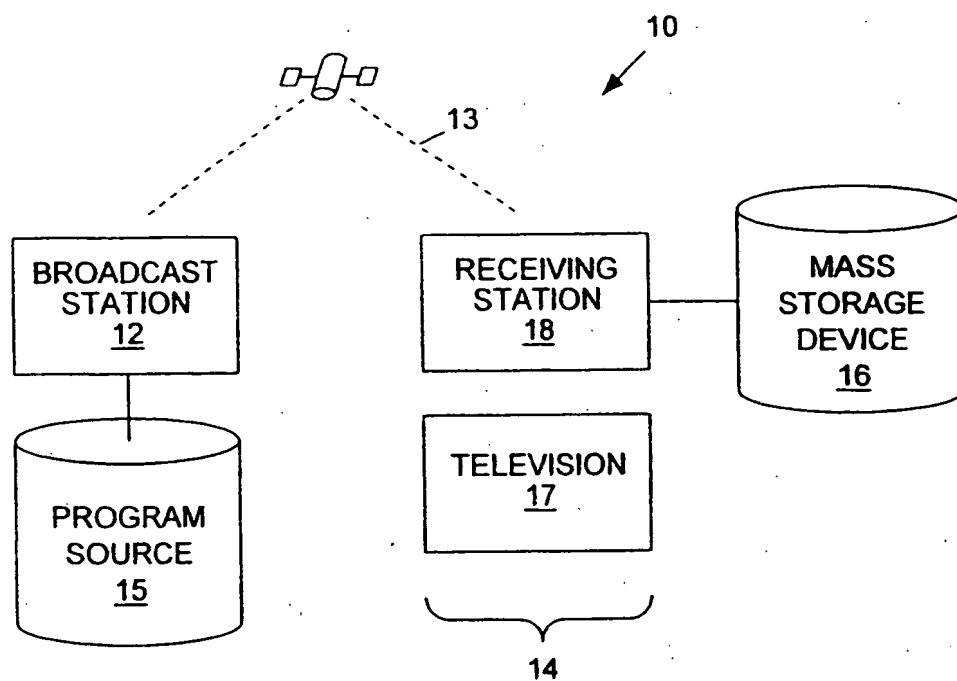 10
13
BROADCAST
STATION
12
RECEIVING
STATION
18
MASS
STORAGE
DEVICE
16
PROGRAM
SOURCE
15
TELEVISION
17
14